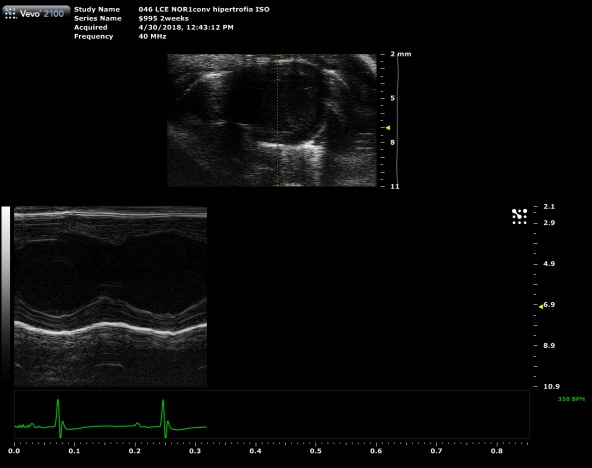 Vevo 2100
Study Name 046 LCE NOR1conv hipertrofia ISO
Series Name S995 2weeks
Acquired 4/30/2018, 12:43:12 PM
Frequency 40 MHz
2 mm
5
8
11
2.1
2.9
4.9
6.9
8.9
10.9
350 BPM
0.0 0.1 0.2 0.3 0.4 0.5 0.6 0.7 0.8